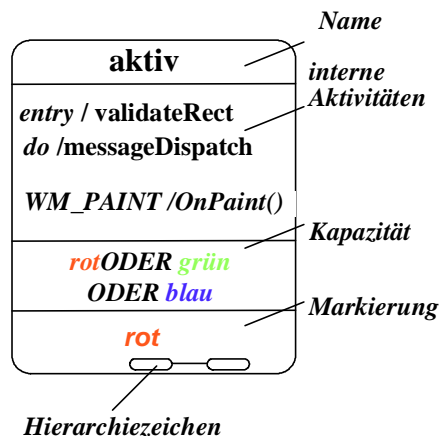 Name
aktiv
interne
Aktivitäten
entry / validateRect
do /messageDispatch
WM_PAINT /OnPaint()
Kapazität
rotODER grün
ODER blau
Markierung
rot
Hierarchiezeichen